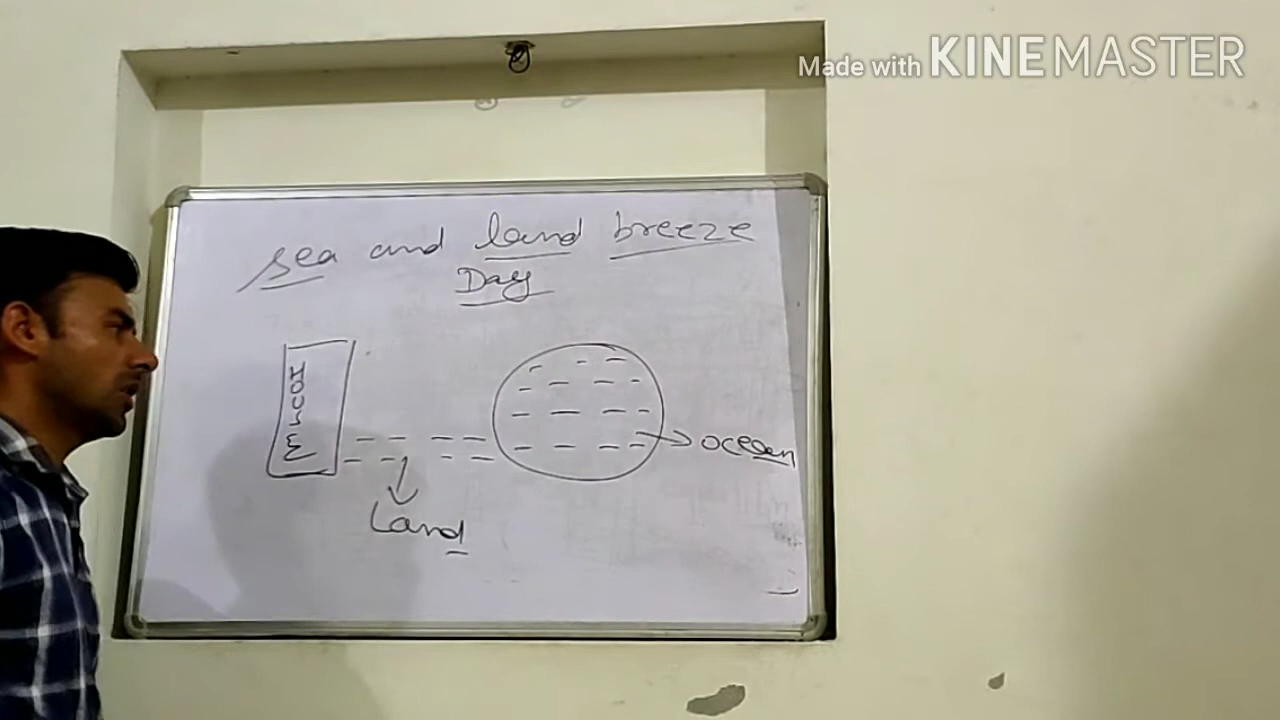 Made with KINEMASTER
sea and land breeze
Day
House
ocean
Land